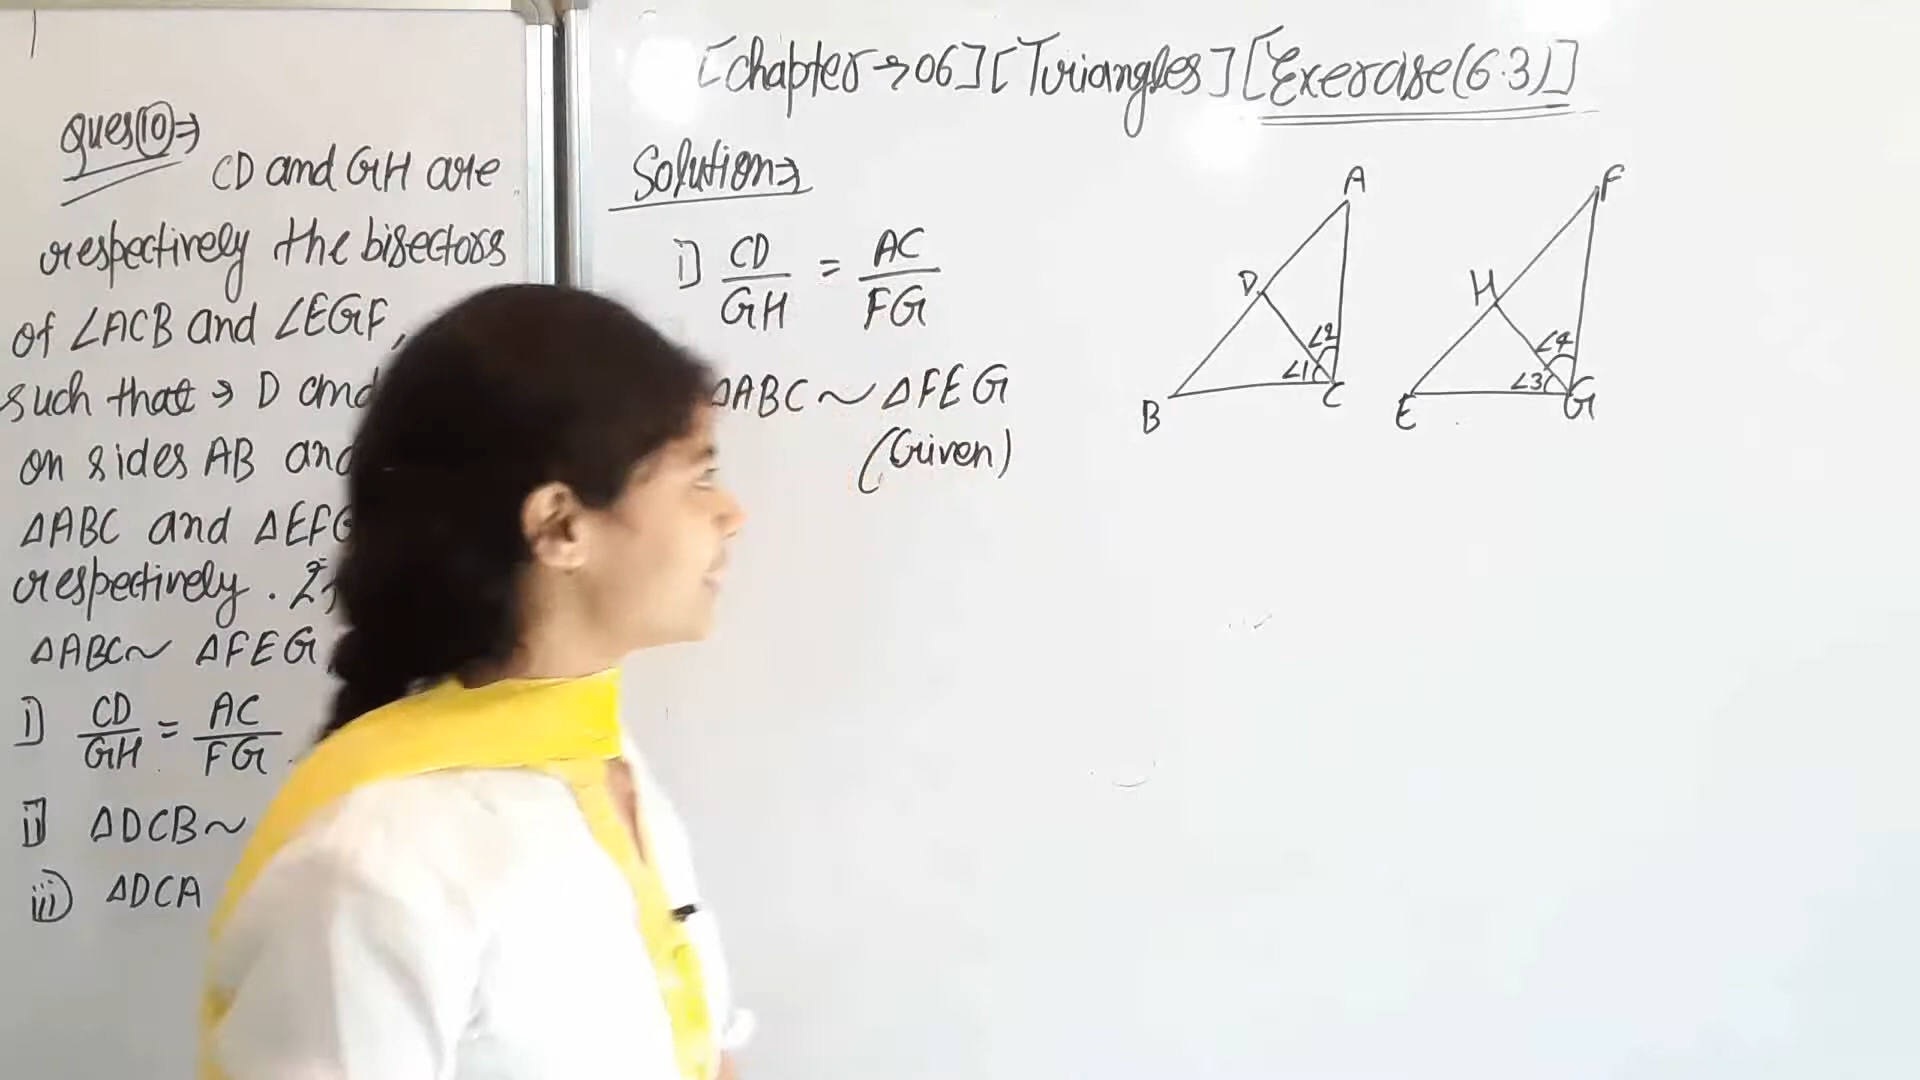 [Chapter→06] [Triangles] [Exercise(6.3)]
Ques(10)⇒
CD and GH are
respectively the bisectors
of ∠ACB and ∠EGF,
such that → D and
on sides AB and
ΔABC and ΔEFG
respectively.
ΔABC ~ ΔFEG
i] CD/GH = AC/FG
ii] ΔDCB ~
iii) ΔDCA
Solution⇒
i] CD/GH = AC/FG
ΔABC ~ ΔFEG
(Given)
A
D
B
C
∠1
∠2
F
H
E
G
∠3
∠4